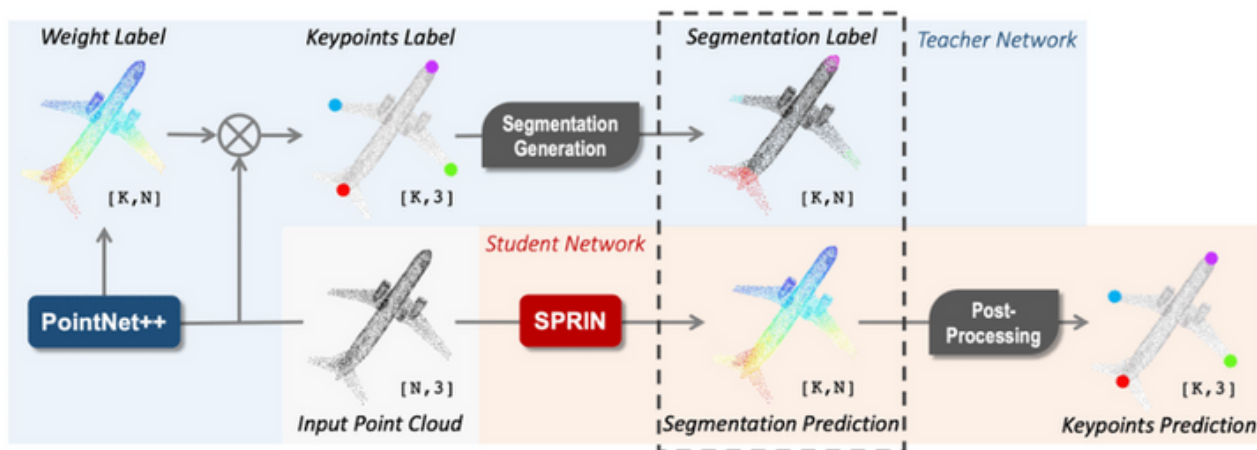 Weight Label
Keypoints Label
Segmentation Label
Teacher Network
Segmentation
Generation
[K,N]
[K,3]
[K,N]
Student Network
PointNet++
SPRIN
Post-
Processing
[N,3]
[K,N]
[K,3]
Input Point Cloud
Segmentation Prediction
Keypoints Prediction